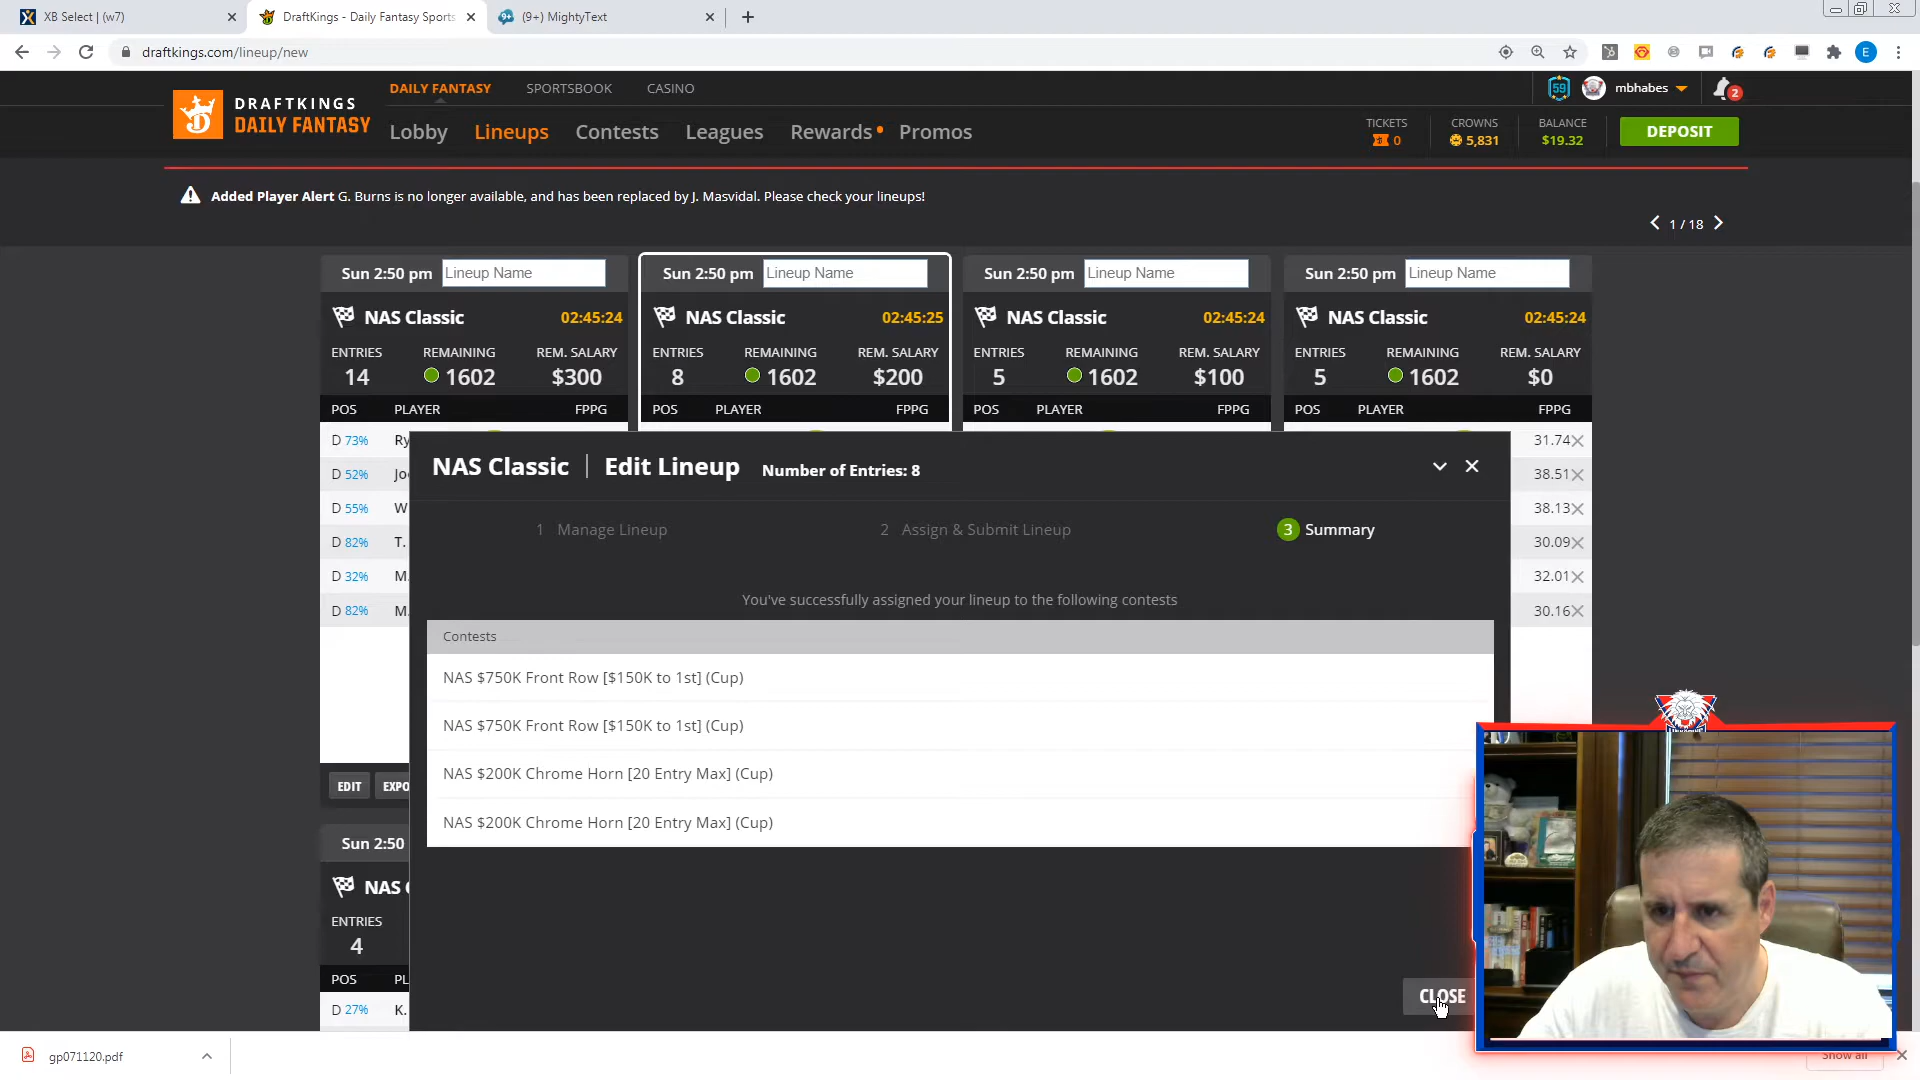 XB Select | (w7)
DraftKings - Daily Fantasy Sports
(9+) MightyText
draftkings.com/lineup/new
E
DRAFTKINGS
DAILY FANTASY
DAILY FANTASY SPORTSBOOK CASINO
59 mbhabes 2
Lobby Lineups Contests Leagues Rewards Promos
TICKETS CROWNS BALANCE
0 5,831 $19.32
DEPOSIT
Added Player Alert G. Burns is no longer available, and has been replaced by J. Masvidal. Please check your lineups!
1 / 18
Sun 2:50 pm Lineup Name Sun 2:50 pm Lineup Name Sun 2:50 pm Lineup Name Sun 2:50 pm Lineup Name
NAS Classic 02:45:24 NAS Classic 02:45:25 NAS Classic 02:45:24 NAS Classic 02:45:24
ENTRIES REMAINING REM. SALARY ENTRIES REMAINING REM. SALARY ENTRIES REMAINING REM. SALARY ENTRIES REMAINING REM. SALARY
14 1602 $300 8 1602 $200 5 1602 $100 5 1602 $0
POS PLAYER FPPG POS PLAYER FPPG POS PLAYER FPPG POS PLAYER FPPG
D 73% Ry 31.74
D 52% Jo 38.51
D 55% W 38.13
D 82% T. 30.09
D 32% M. 32.01
D 82% M. 30.16
NAS Classic | Edit Lineup Number of Entries: 8
1 Manage Lineup 2 Assign & Submit Lineup 3 Summary
You've successfully assigned your lineup to the following contests
Contests
NAS $750K Front Row [$150K to 1st] (Cup)
NAS $750K Front Row [$150K to 1st] (Cup)
NAS $200K Chrome Horn [20 Entry Max] (Cup)
NAS $200K Chrome Horn [20 Entry Max] (Cup)
CLOSE
EDIT EXPO
Sun 2:50
NAS
ENTRIES
4
POS PL
D 27% K.
gp071120.pdf
Show all